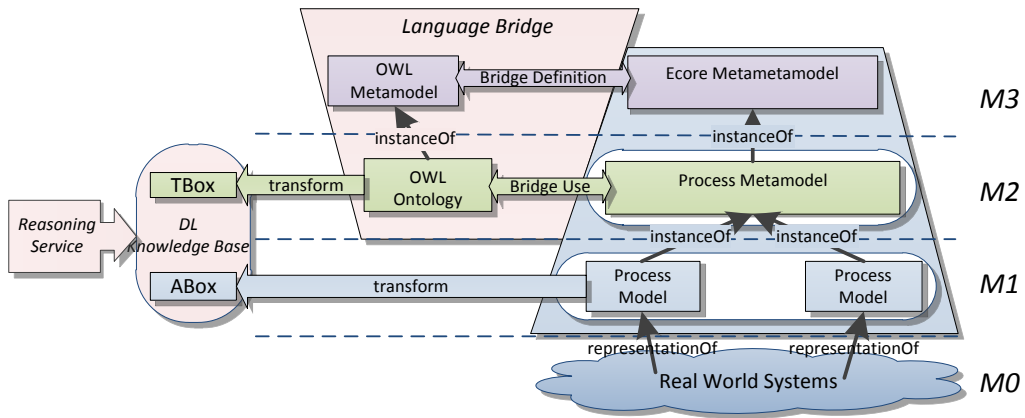 Language Bridge
OWL
Metamodel
Bridge Definition
Ecore Metametamodel
M3
instanceOf
instanceOf
TBox
transform
OWL
Ontology
Bridge Use
Process Metamodel
M2
Reasoning
Service
DL
Knowledge Base
instanceOf
instanceOf
ABox
transform
Process
Model
Process
Model
M1
representationOf
representationOf
Real World Systems
M0